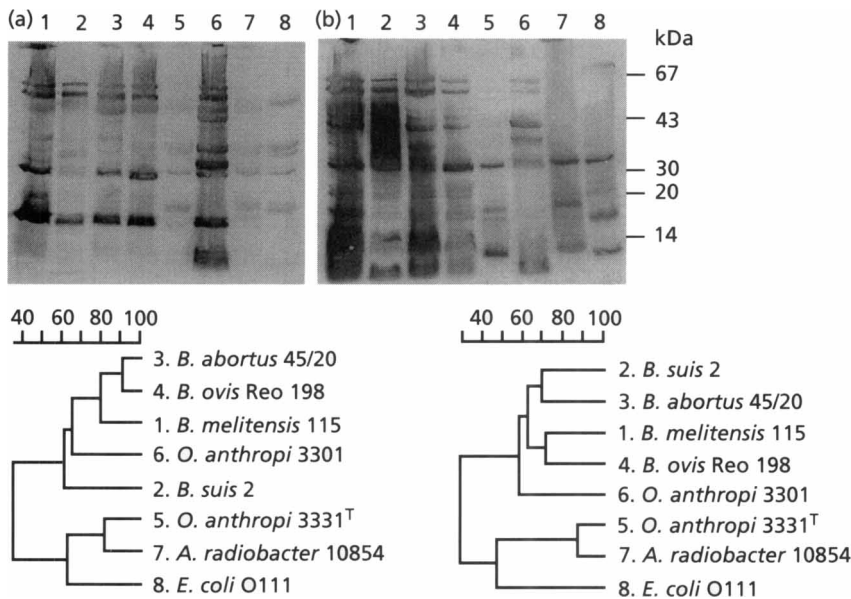 (a) 1 2 3 4 5 6 7 8
(b) 1 2 3 4 5 6 7 8
kDa
67
43
30
20
14
40 60 80 100
3. B. abortus 45/20
4. B. ovis Reo 198
1. B. melitensis 115
6. O. anthropi 3301
2. B. suis 2
5. O. anthropi 3331ᵀ
7. A. radiobacter 10854
8. E. coli O111
40 60 80 100
2. B. suis 2
3. B. abortus 45/20
1. B. melitensis 115
4. B. ovis Reo 198
6. O. anthropi 3301
5. O. anthropi 3331ᵀ
7. A. radiobacter 10854
8. E. coli O111